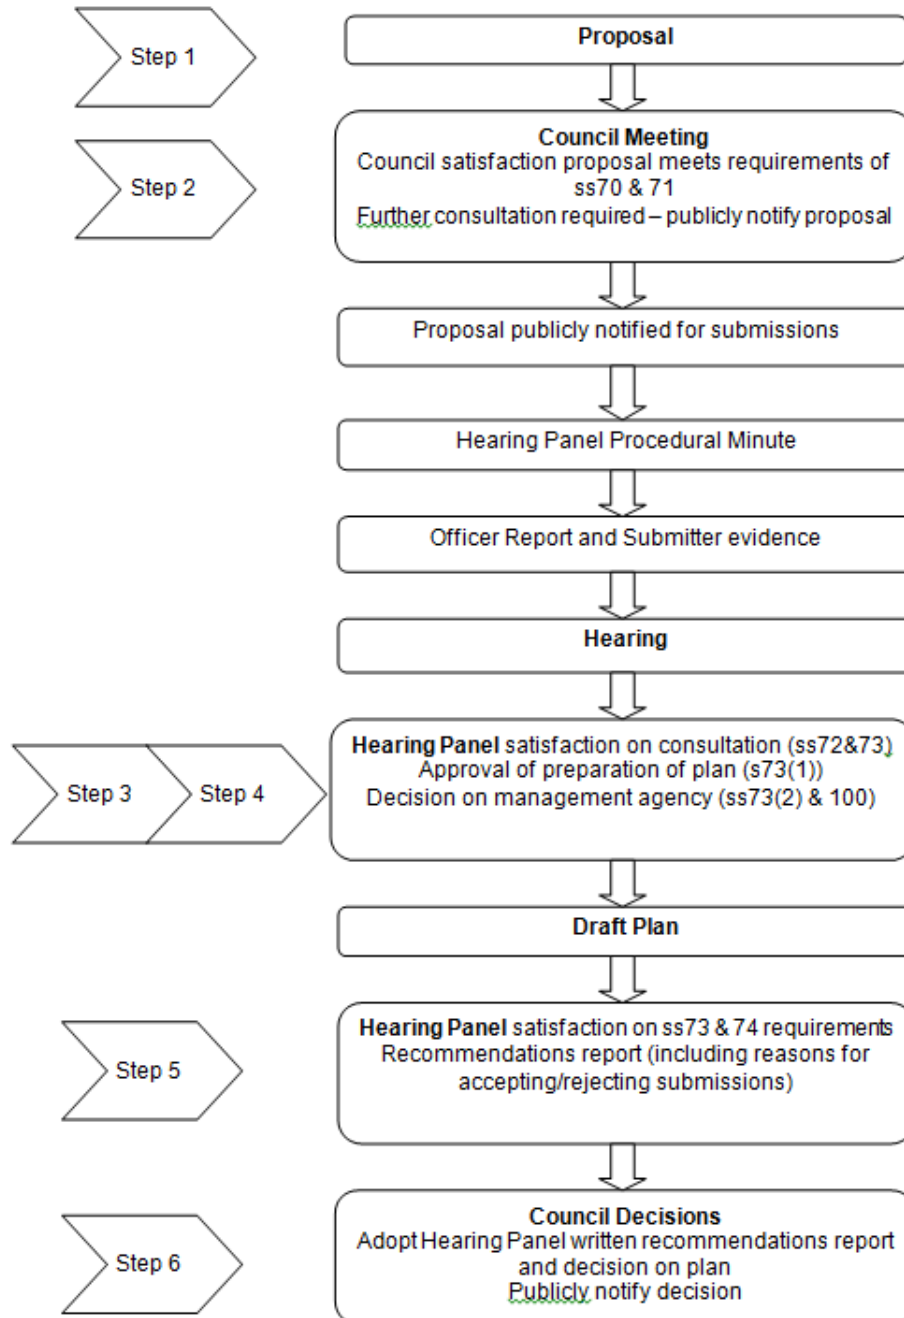 Step 1
Proposal
Step 2
Council Meeting
Council satisfaction proposal meets requirements of
ss70 & 71
Further consultation required – publicly notify proposal
Proposal publicly notified for submissions
Hearing Panel Procedural Minute
Officer Report and Submitter evidence
Hearing
Step 3
Step 4
Hearing Panel satisfaction on consultation (ss72&73)
Approval of preparation of plan (s73(1))
Decision on management agency (ss73(2) & 100)
Draft Plan
Step 5
Hearing Panel satisfaction on ss73 & 74 requirements
Recommendations report (including reasons for
accepting/rejecting submissions)
Step 6
Council Decisions
Adopt Hearing Panel written recommendations report
and decision on plan
Publicly notify decision